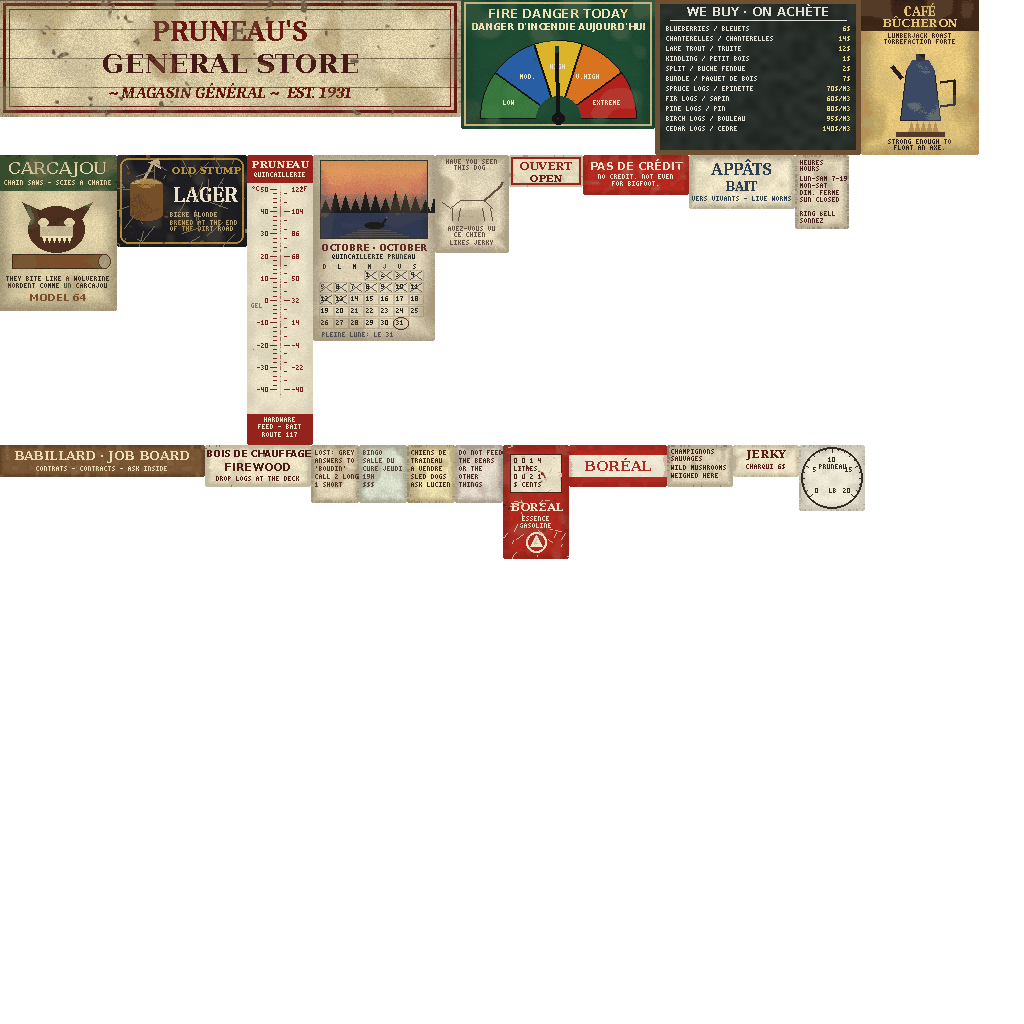 PRUNEAU'S
GENERAL STORE
~ MAGASIN GÉNÉRAL ~ EST. 1931
FIRE DANGER TODAY
DANGER D'INCENDIE AUJOURD'HUI
LOW
MOD.
HIGH
V.HIGH
EXTREME
WE BUY · ON ACHÈTE
BLUEBERRIES / BLEUETS 6$
CHANTERELLES / CHANTERELLES 14$
LAKE TROUT / TRUITE 12$
KINDLING / PETIT BOIS 1$
SPLIT / BUCHE FENDUE 2$
BUNDLE / PAQUET DE BOIS 7$
SPRUCE LOGS / EPINETTE 70$/M3
FIR LOGS / SAPIN 60$/M3
PINE LOGS / PIN 80$/M3
BIRCH LOGS / BOULEAU 95$/M3
CEDAR LOGS / CEDRE 140$/M3
CAFÉ
BÛCHERON
LUMBERJACK ROAST
TORREFACTION FORTE
STRONG ENOUGH TO
FLOAT AN AXE.
CARCAJOU
CHAIN SAWS - SCIES A CHAINE
THEY BITE LIKE A WOLVERINE
MORDENT COMME UN CARCAJOU
MODEL 64
OLD STUMP
LAGER
BIERE BLONDE
BREWED AT THE END
OF THE DIRT ROAD
PRUNEAU
QUINCAILLERIE
°C 50 122F
40 104
30 86
20 68
10 50
GEL 0 32
-10 14
-20 -4
-30 -22
-40 -40
HARDWARE
FEED - BAIT
ROUTE 117
OCTOBRE · OCTOBER
QUINCAILLERIE PRUNEAU
D L M M J V S
1 2 3 4
5 6 7 8 9 10 11
12 13 14 15 16 17 18
19 20 21 22 23 24 25
26 27 28 29 30 31
PLEINE LUNE: LE 31
HAVE YOU SEEN
THIS DOG
AVEZ-VOUS VU
CE CHIEN
LIKES JERKY
OUVERT
OPEN
PAS DE CRÉDIT
NO CREDIT. NOT EVEN
FOR BIGFOOT.
APPÂTS
BAIT
VERS VIVANTS - LIVE WORMS
HEURES
HOURS
LUN-SAM 7-19
MON-SAT
DIM. FERME
SUN CLOSED
RING BELL
SONNEZ
BABILLARD · JOB BOARD
CONTRATS - CONTRACTS - ASK INSIDE
BOIS DE CHAUFFAGE
FIREWOOD
DROP LOGS AT THE DECK
LOST: GREY
ANSWERS TO
'BOUDIN'
CALL 2 LONG
1 SHORT
BINGO
SALLE DU
CURE JEUDI
19H
$$$
CHIENS DE
TRAINEAU
A VENDRE
SLED DOGS
ASK LUCIEN
DO NOT FEED
THE BEARS
OR THE
OTHER
THINGS
0 0 1 4
LITRES
0 0 2 1
$ CENTS
BORÉAL
ESSENCE
GASOLINE
BORÉAL
CHAMPIGNONS
SAUVAGES
WILD MUSHROOMS
WEIGHED HERE
JERKY
CHARQUI 6$
10
5 PRUNEAU 15
0 LB 20